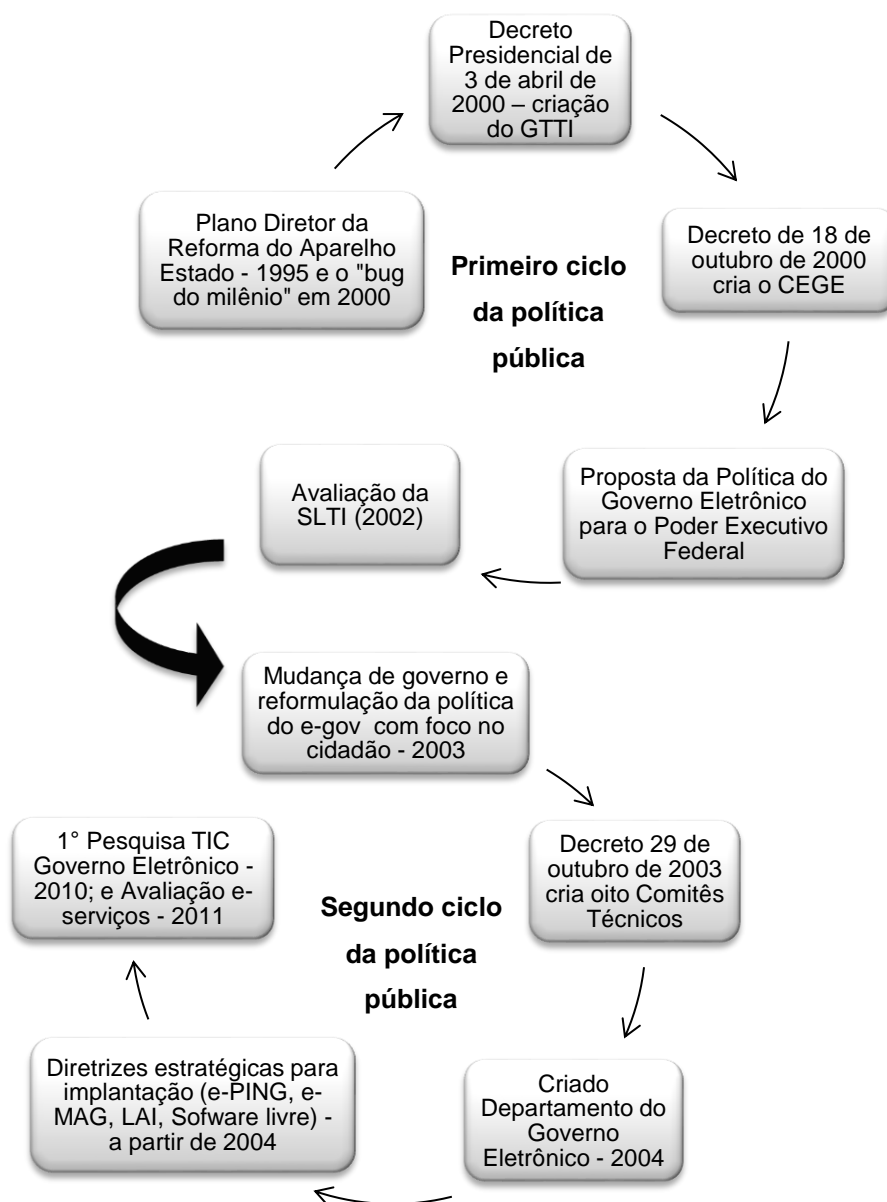 Decreto
Presidencial de
3 de abril de
2000 – criação
do GTTI
Plano Diretor da
Reforma do Aparelho
Estado - 1995 e o "bug
do milênio" em 2000
Primeiro ciclo
da política
pública
Decreto de 18 de
outubro de 2000
cria o CEGE
Proposta da Política do
Governo Eletrônico
para o Poder Executivo
Federal
Avaliação da
SLTI (2002)
Mudança de governo e
reformulação da política
do e-gov com foco no
cidadão - 2003
Decreto 29 de
outubro de 2003
cria oito Comitês
Técnicos
Segundo ciclo
da política
pública
Criado
Departamento do
Governo
Eletrônico - 2004
Diretrizes estratégicas para
implantação (e-PING, e-
MAG, LAI, Sofware livre) -
a partir de 2004
1° Pesquisa TIC
Governo Eletrônico -
2010; e Avaliação e-
serviços - 2011